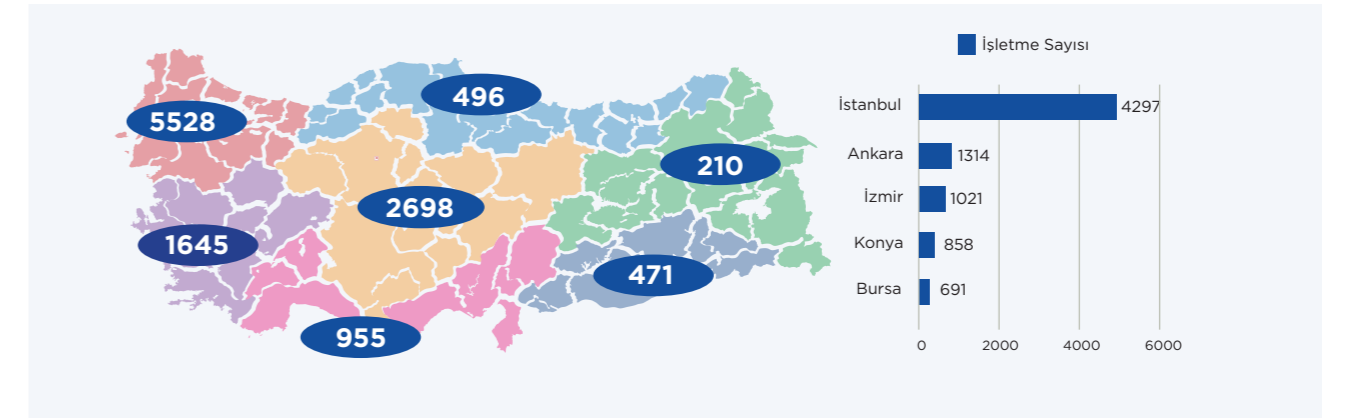 İşletme Sayısı
5528
496
210
2698
1645
471
955
İstanbul 4297
Ankara 1314
İzmir 1021
Konya 858
Bursa 691
0 2000 4000 6000